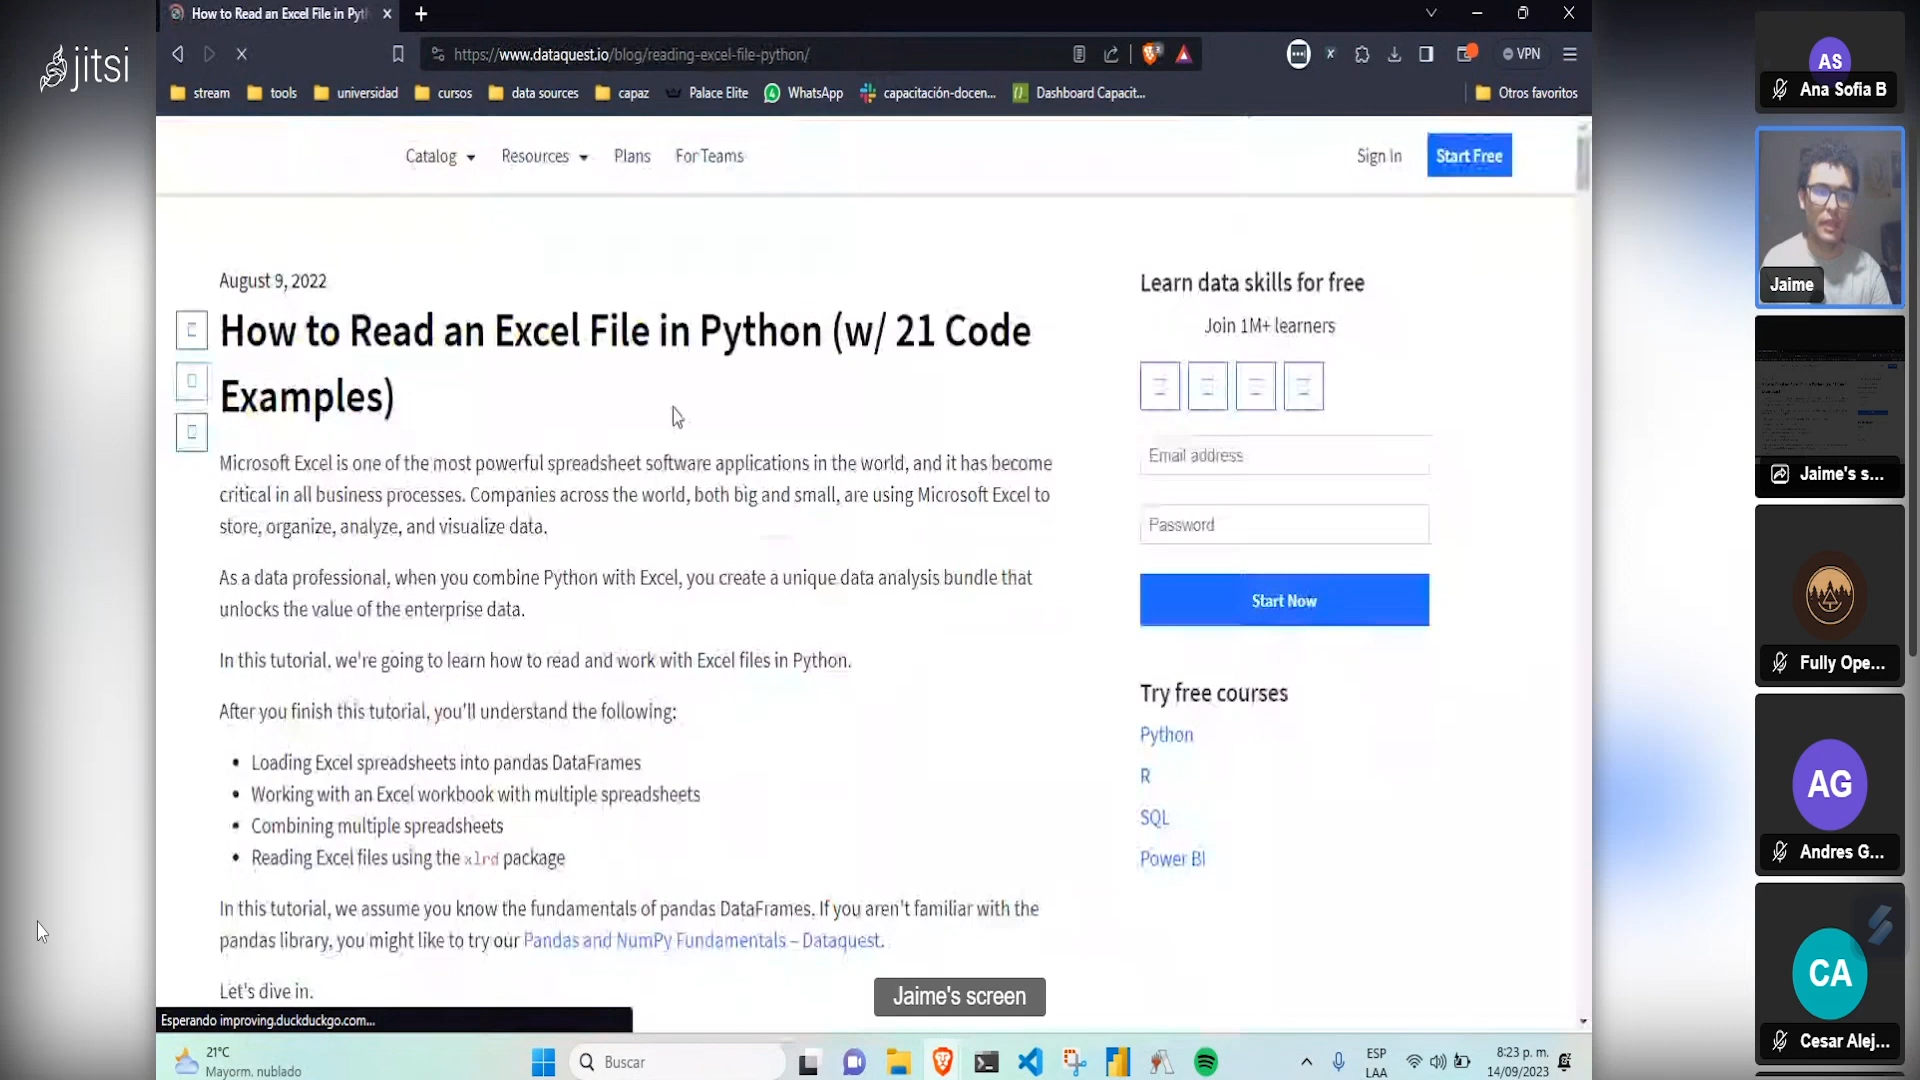 jitsi
How to Read an Excel File in Pyth
https://www.dataquest.io/blog/reading-excel-file-python/
VPN
stream
tools
universidad
cursos
data sources
capaz
Palace Elite
WhatsApp
capacitación-docen...
Dashboard Capacit...
Otros favoritos
Catalog
Resources
Plans
For Teams
Sign In
Start Free
August 9, 2022
How to Read an Excel File in Python (w/ 21 Code
Examples)
Microsoft Excel is one of the most powerful spreadsheet software applications in the world, and it has become
critical in all business processes. Companies across the world, both big and small, are using Microsoft Excel to
store, organize, analyze, and visualize data.
As a data professional, when you combine Python with Excel, you create a unique data analysis bundle that
unlocks the value of the enterprise data.
In this tutorial, we're going to learn how to read and work with Excel files in Python.
After you finish this tutorial, you'll understand the following:
• Loading Excel spreadsheets into pandas DataFrames
• Working with an Excel workbook with multiple spreadsheets
• Combining multiple spreadsheets
• Reading Excel files using the xlrd package
In this tutorial, we assume you know the fundamentals of pandas DataFrames. If you aren't familiar with the
pandas library, you might like to try our Pandas and NumPy Fundamentals – Dataquest.
Let's dive in.
Learn data skills for free
Join 1M+ learners
Email address
Password
Start Now
Try free courses
Python
R
SQL
Power BI
Jaime's screen
Esperando improving.duckduckgo.com...
21°C
Mayorm. nublado
Buscar
ESP
LAA
8:23 p. m.
14/09/2023
AS
Ana Sofia B
Jaime
Jaime's s...
Fully Ope...
AG
Andres G...
CA
Cesar Alej...